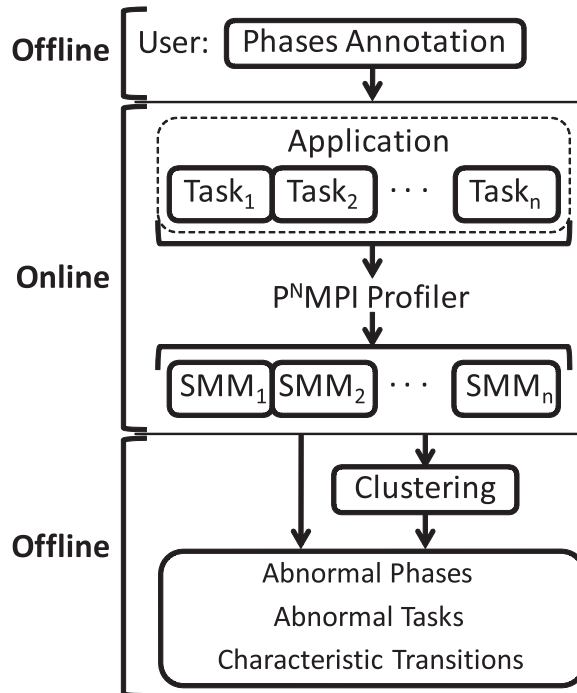 Offline
User: Phases Annotation
Application
Task₁ Task₂ · · · Taskₙ
Online
PᴺMPI Profiler
SMM₁ SMM₂ · · · SMMₙ
Clustering
Offline
Abnormal Phases
Abnormal Tasks
Characteristic Transitions